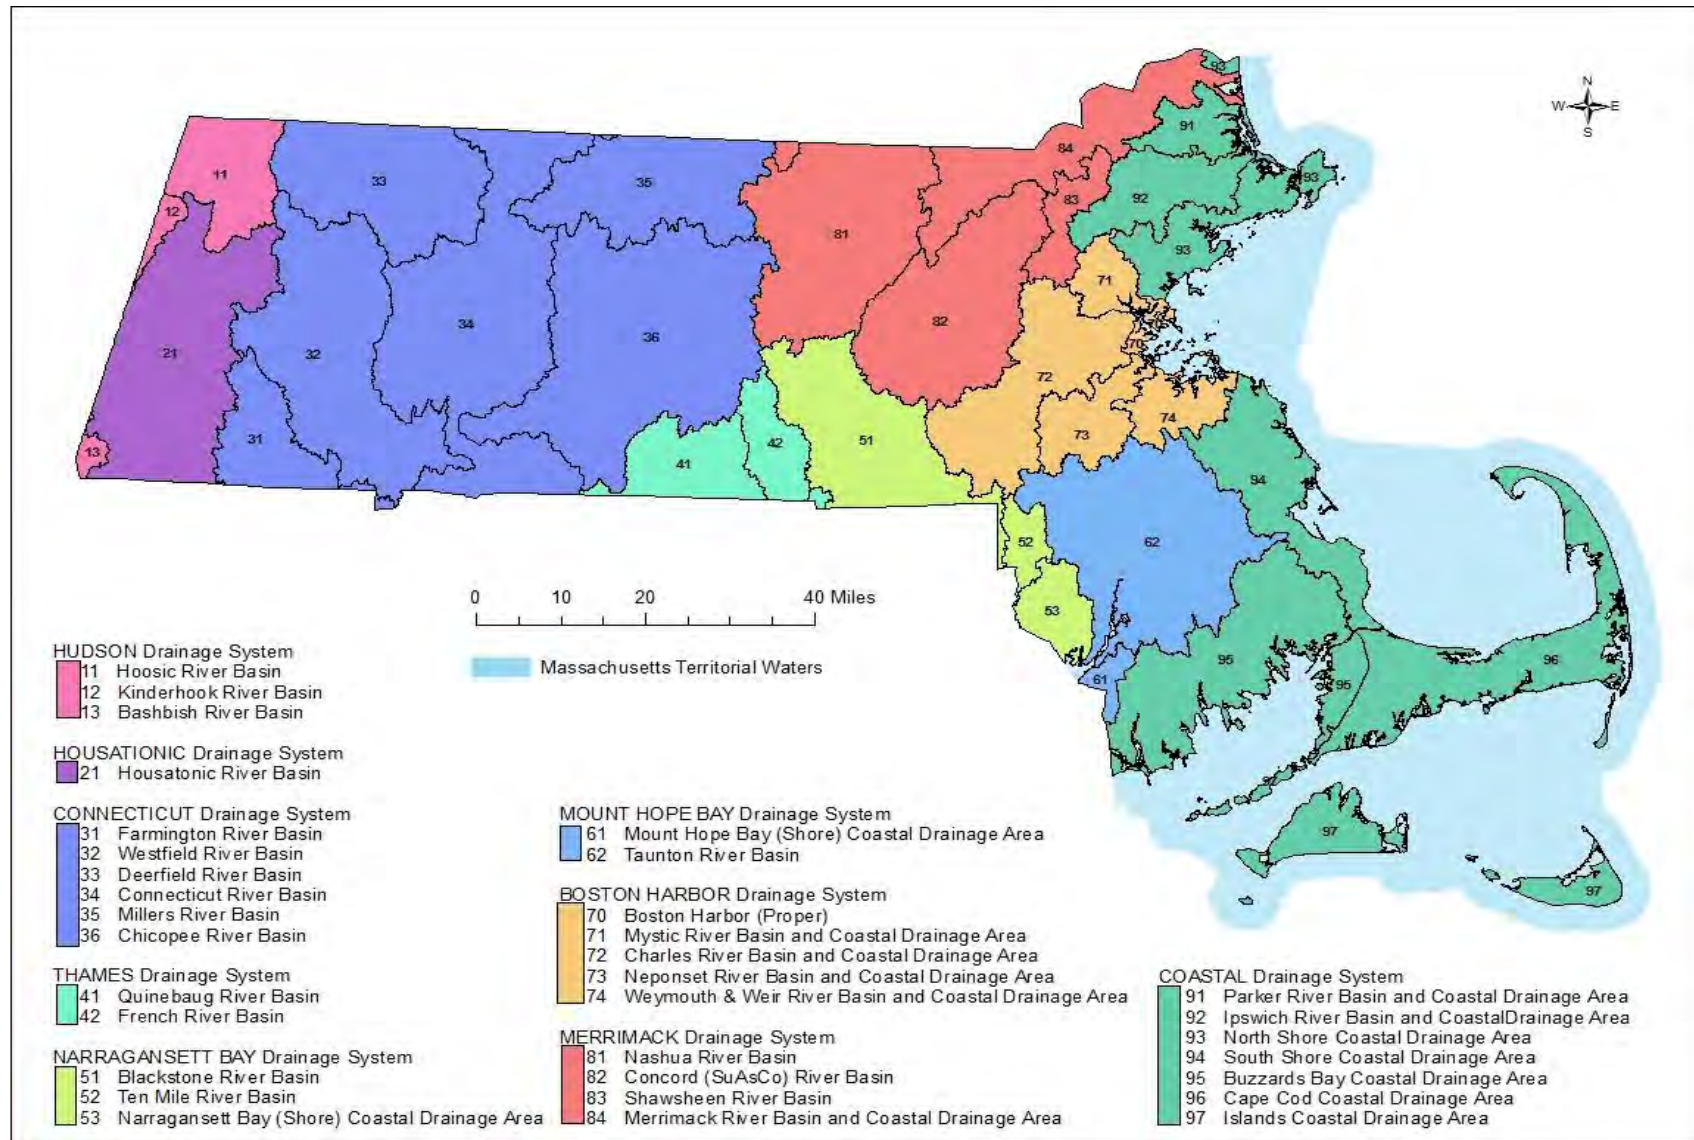 N
W E
S
93
91
84
11
33
35
93
12
83
92
81
93
71
34
82
70
36
70
21
32
72
74
31
73
51
42
13
41
94
52
62
53
95
96
61
95
97
97
0 10 20 40 Miles
Massachusetts Territorial Waters
HUDSON Drainage System
11 Hoosic River Basin
12 Kinderhook River Basin
13 Bashbish River Basin
HOUSATIONIC Drainage System
21 Housatonic River Basin
CONNECTICUT Drainage System
31 Farmington River Basin
32 Westfield River Basin
33 Deerfield River Basin
34 Connecticut River Basin
35 Millers River Basin
36 Chicopee River Basin
THAMES Drainage System
41 Quinebaug River Basin
42 French River Basin
NARRAGANSETT BAY Drainage System
51 Blackstone River Basin
52 Ten Mile River Basin
53 Narragansett Bay (Shore) Coastal Drainage Area
MOUNT HOPE BAY Drainage System
61 Mount Hope Bay (Shore) Coastal Drainage Area
62 Taunton River Basin
BOSTON HARBOR Drainage System
70 Boston Harbor (Proper)
71 Mystic River Basin and Coastal Drainage Area
72 Charles River Basin and Coastal Drainage Area
73 Neponset River Basin and Coastal Drainage Area
74 Weymouth & Weir River Basin and Coastal Drainage Area
MERRIMACK Drainage System
81 Nashua River Basin
82 Concord (SuAsCo) River Basin
83 Shawsheen River Basin
84 Merrimack River Basin and Coastal Drainage Area
COASTAL Drainage System
91 Parker River Basin and Coastal Drainage Area
92 Ipswich River Basin and CoastalDrainage Area
93 North Shore Coastal Drainage Area
94 South Shore Coastal Drainage Area
95 Buzzards Bay Coastal Drainage Area
96 Cape Cod Coastal Drainage Area
97 Islands Coastal Drainage Area